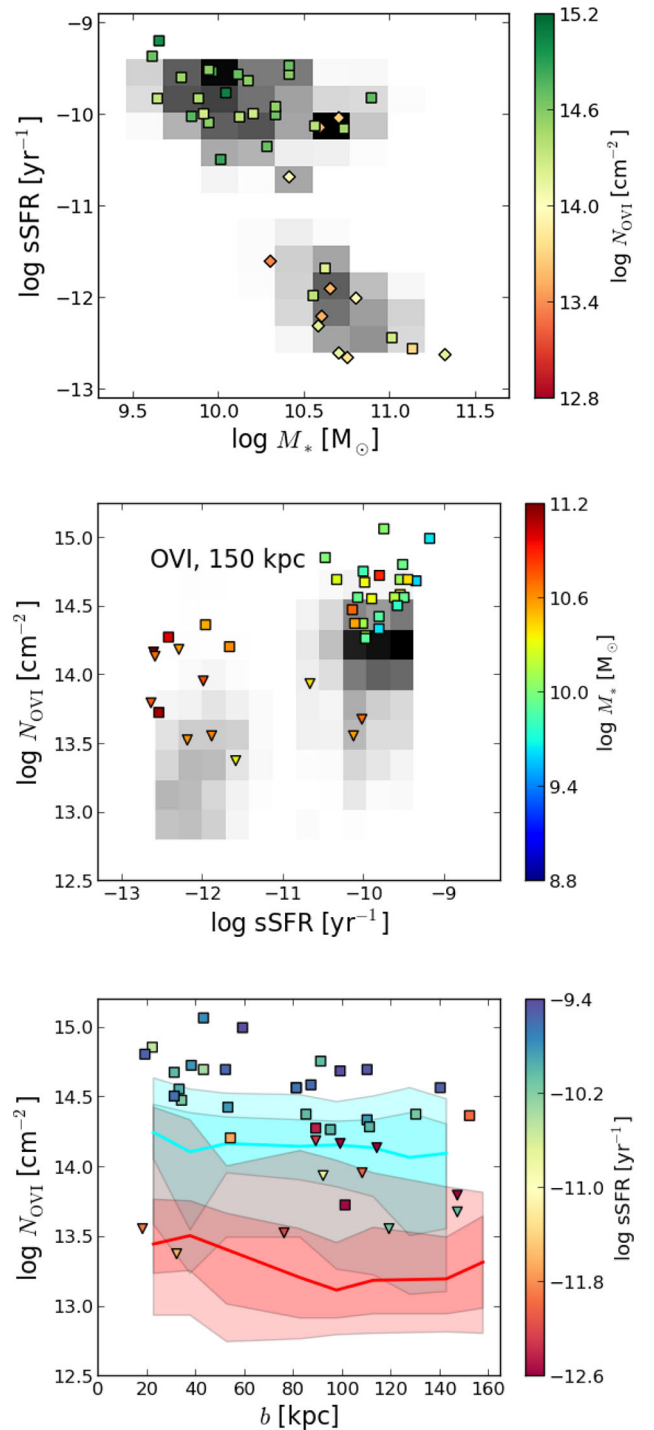 −9
−10
−11
−12
−13
log sSFR [yr⁻¹]
9.5 10.0 10.5 11.0 11.5
log M* [M⊙]
15.2
14.6
14.0
13.4
12.8
log N_OVI [cm⁻²]
OVI, 150 kpc
15.0
14.5
14.0
13.5
13.0
12.5
log N_OVI [cm⁻²]
−13 −12 −11 −10 −9
log sSFR [yr⁻¹]
11.2
10.6
10.0
9.4
8.8
log M* [M⊙]
15.0
14.5
14.0
13.5
13.0
12.5
log N_OVI [cm⁻²]
0 20 40 60 80 100 120 140 160
b [kpc]
−9.4
−10.2
−11.0
−11.8
−12.6
log sSFR [yr⁻¹]